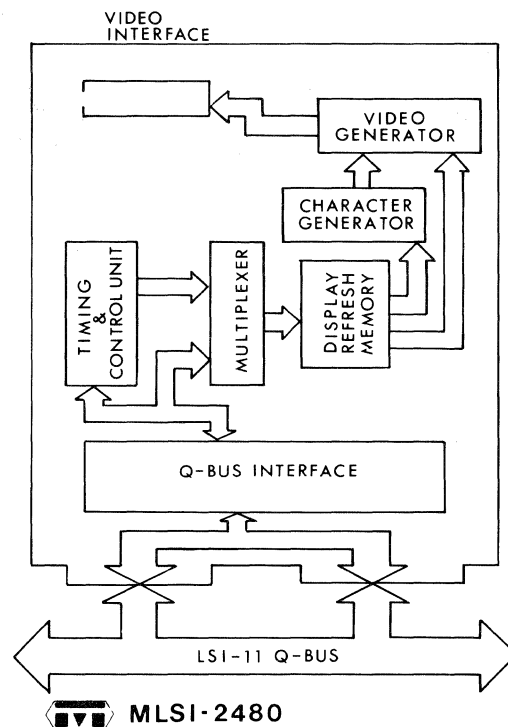 VIDEO
INTERFACE
VIDEO
GENERATOR
CHARACTER
GENERATOR
TIMING
&
CONTROL UNIT
MULTIPLEXER
DISPLAY
REFRESH
MEMORY
Q-BUS INTERFACE
LSI-11 Q-BUS
MLSI-2480